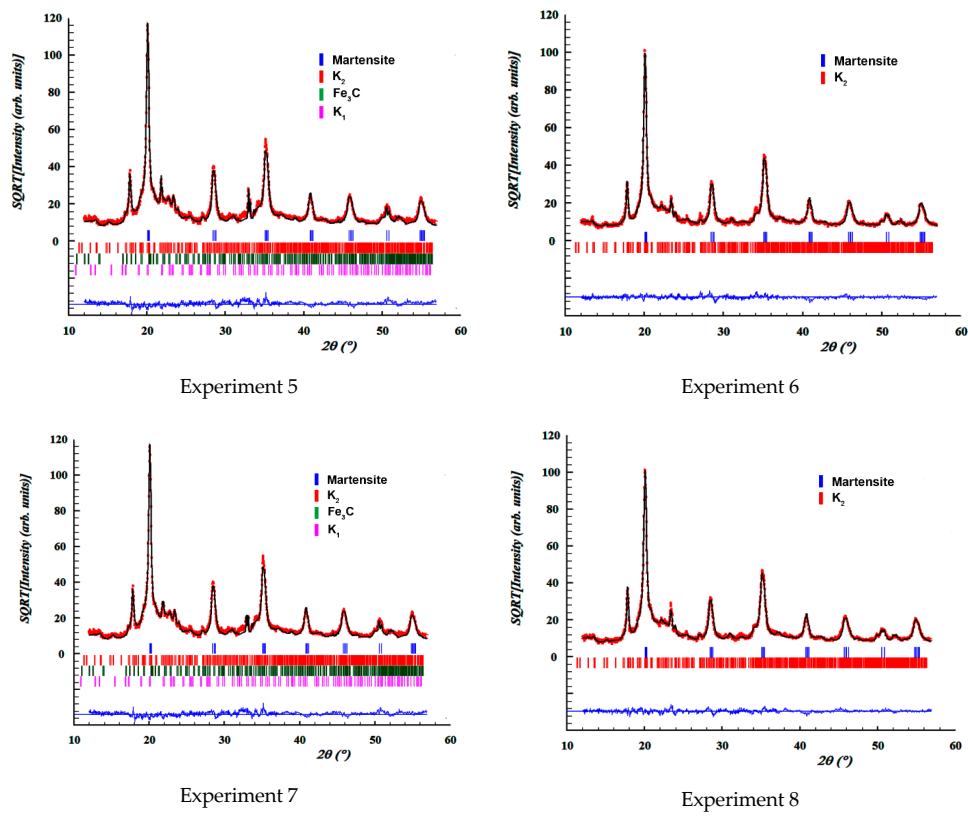 SQRT[Intensity (arb. units)]
120
100
80
60
40
20
0
Martensite
K₂
Fe₃C
K₁
10 20 30 40 50 60
2θ (°)
Experiment 5
SQRT[Intensity (arb. units)]
120
100
80
60
40
20
0
Martensite
K₂
10 20 30 40 50 60
2θ (°)
Experiment 6
SQRT[Intensity (arb. units)]
120
100
80
60
40
20
0
Martensite
K₂
Fe₃C
K₁
10 20 30 40 50 60
2θ (°)
Experiment 7
SQRT[Intensity (arb. units)]
120
100
80
60
40
20
0
Martensite
K₂
10 20 30 40 50 60
2θ (°)
Experiment 8